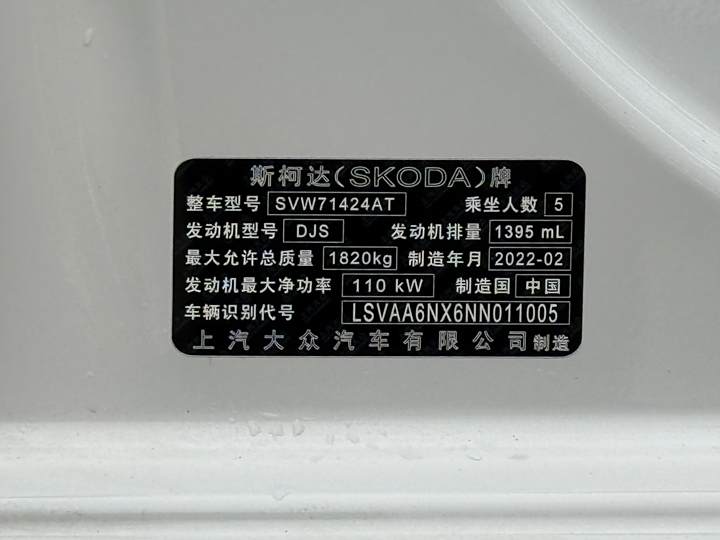 斯柯达(SKODA)牌
整车型号 SVW71424AT 乘坐人数 5
发动机型号 DJS 发动机排量 1395 mL
最大允许总质量 1820kg 制造年月 2022-02
发动机最大净功率 110 kW 制造国 中国
车辆识别代号 LSVAA6NX6NN011005
上汽大众汽车有限公司制造